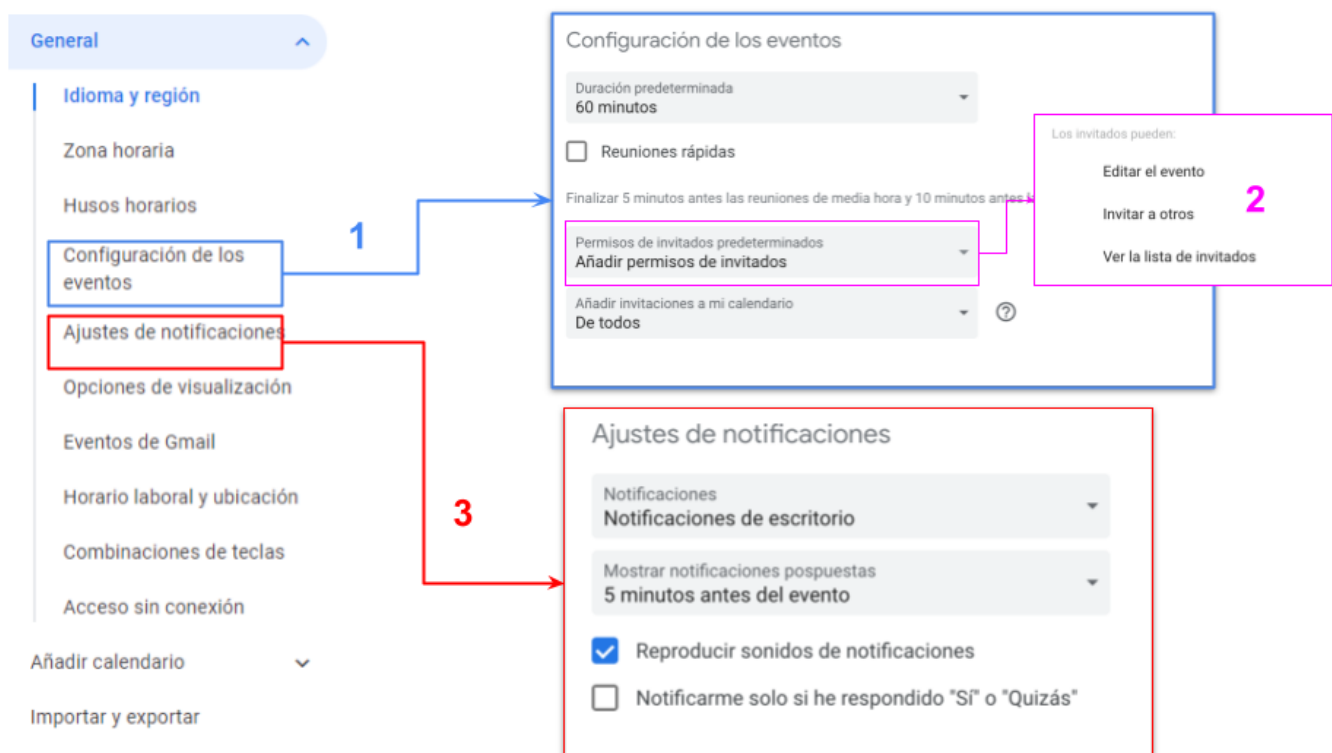 General
Idioma y región
Zona horaria
Husos horarios
Configuración de los
eventos
Ajustes de notificaciones
Opciones de visualización
Eventos de Gmail
Horario laboral y ubicación
Combinaciones de teclas
Acceso sin conexión
Añadir calendario
Importar y exportar
1
Configuración de los eventos
Duración predeterminada
60 minutos
Reuniones rápidas
Finalizar 5 minutos antes las reuniones de media hora y 10 minutos antes
Permisos de invitados predeterminados
Añadir permisos de invitados
Añadir invitaciones a mi calendario
De todos
Los invitados pueden:
Editar el evento
Invitar a otros
Ver la lista de invitados
2
3
Ajustes de notificaciones
Notificaciones
Notificaciones de escritorio
Mostrar notificaciones pospuestas
5 minutos antes del evento
Reproducir sonidos de notificaciones
Notificarme solo si he respondido "Sí" o "Quizás"